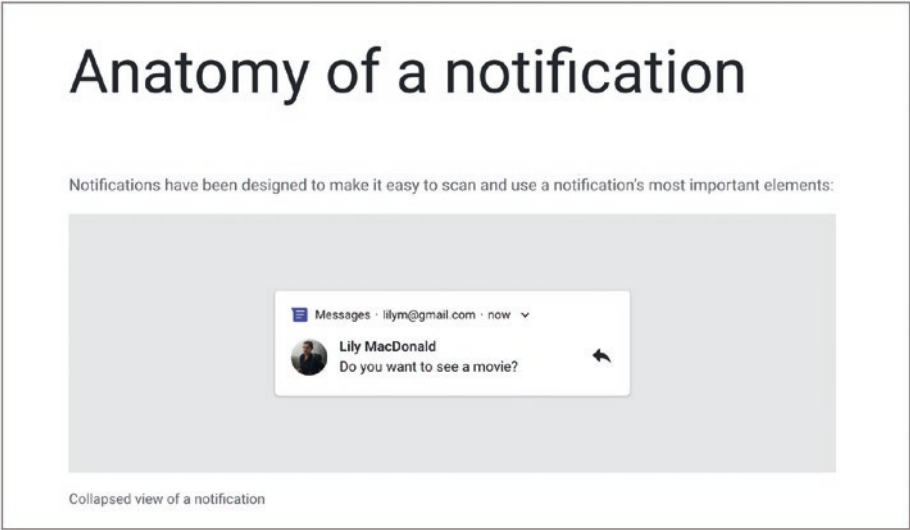 Anatomy of a notification
Notifications have been designed to make it easy to scan and use a notification's most important elements:
Messages · lilym@gmail.com · now
Lily MacDonald
Do you want to see a movie?
Collapsed view of a notification